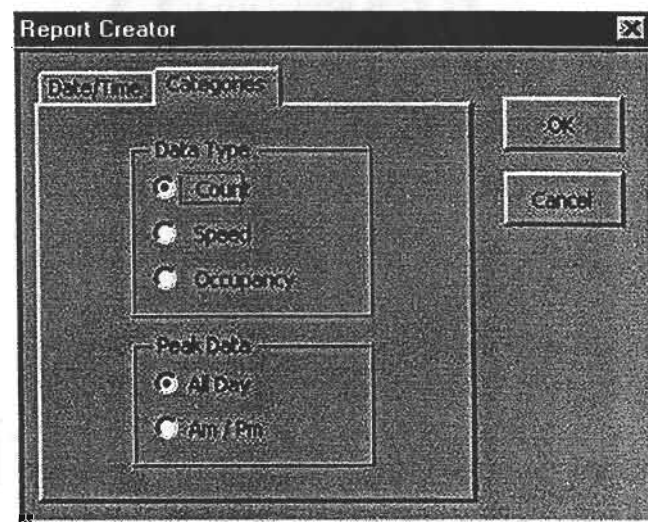 Report Creator
Date/Time
Categories
OK
Data Type
Count
Speed
Cancel
Occupancy
Peak Data
All Day
Am / Pm